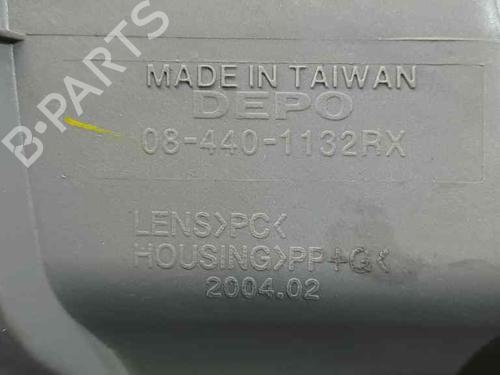 B-PARTS
MADE IN TAIWAN
DEPO
08-440-1132RX
LENS>PC<
HOUSING>PP+G<
2004.02